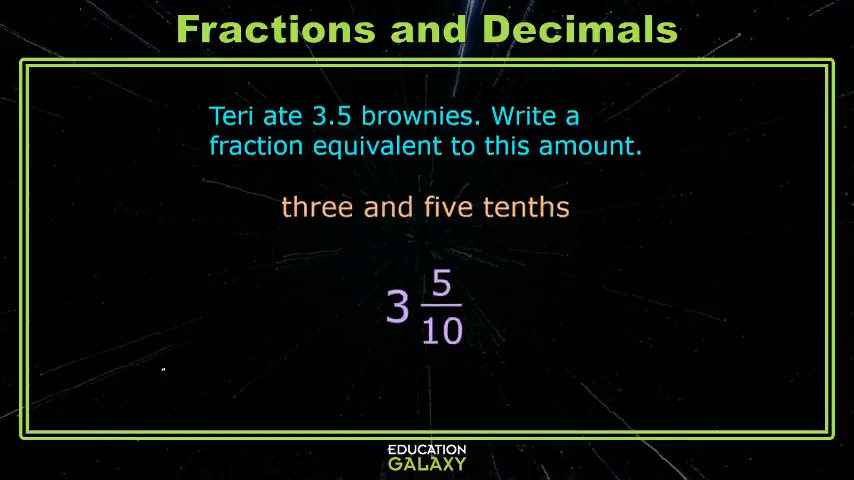 Fractions and Decimals
Teri ate 3.5 brownies. Write a
fraction equivalent to this amount.
three and five tenths
3 5/10
EDUCATION
GALAXY